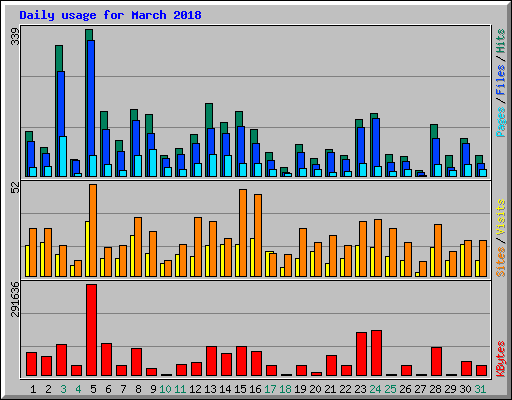 Daily usage for March 2018
339
Pages / Files / Hits
52
Sites / Visits
291636
KBytes
1 2 3 4 5 6 7 8 9 10 11 12 13 14 15 16 17 18 19 20 21 22 23 24 25 26 27 28 29 30 31